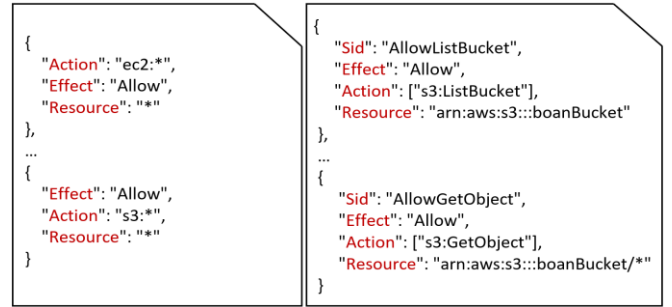 {
"Action": "ec2:*",
"Effect": "Allow",
"Resource": "*"
},
...
{
"Effect": "Allow",
"Action": "s3:*",
"Resource": "*"
}
{
"Sid": "AllowListBucket",
"Effect": "Allow",
"Action": ["s3:ListBucket"],
"Resource": "arn:aws:s3:::boanBucket"
},
...
{
"Sid": "AllowGetObject",
"Effect": "Allow",
"Action": ["s3:GetObject"],
"Resource": "arn:aws:s3:::boanBucket/*"
}